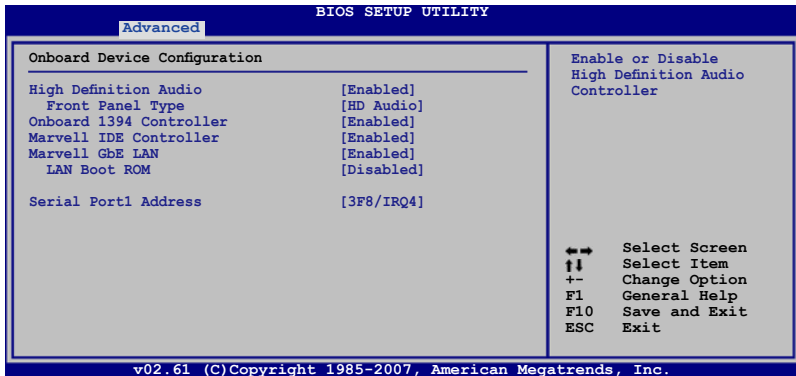 BIOS SETUP UTILITY
Advanced
Onboard Device Configuration
High Definition Audio [Enabled]
Front Panel Type [HD Audio]
Onboard 1394 Controller [Enabled]
Marvell IDE Controller [Enabled]
Marvell GbE LAN [Enabled]
LAN Boot ROM [Disabled]
Serial Port1 Address [3F8/IRQ4]
Enable or Disable
High Definition Audio
Controller
←→ Select Screen
↑↓ Select Item
+- Change Option
F1 General Help
F10 Save and Exit
ESC Exit
v02.61 (C)Copyright 1985-2007, American Megatrends, Inc.